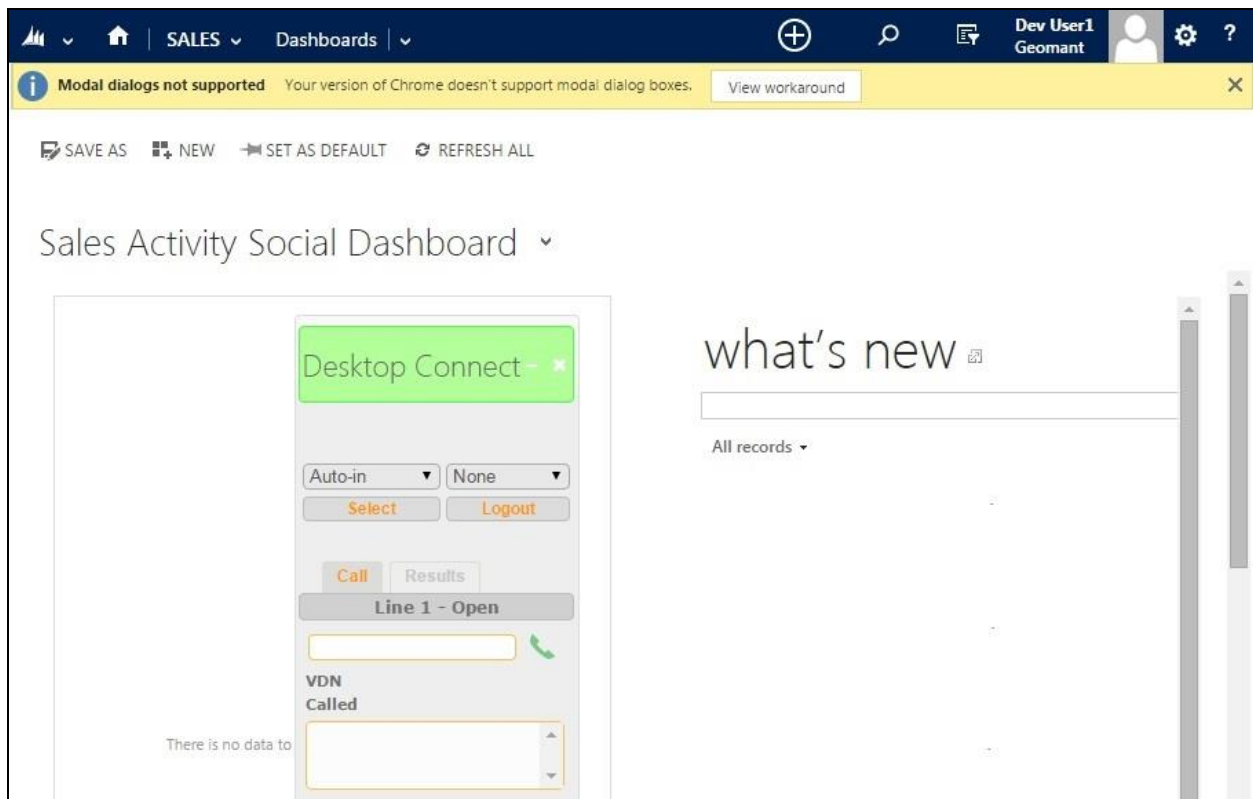 SALES Dashboards Dev User1 ?
Geomant
Modal dialogs not supported Your version of Chrome doesn't support modal dialog boxes. View workaround
SAVE AS NEW SET AS DEFAULT REFRESH ALL
Sales Activity Social Dashboard
Desktop Connect
what's new
All records
Auto-in None
Select Logout
Call Results
Line 1 - Open
VDN
Called
There is no data to